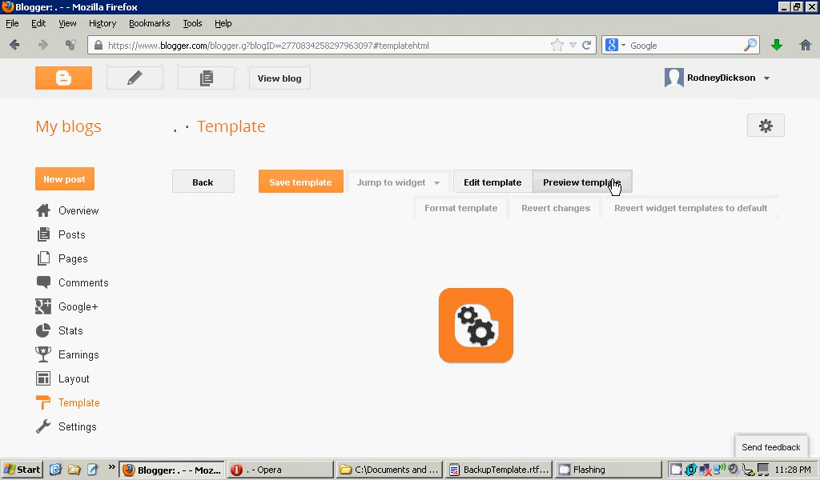 Blogger: . - Mozilla Firefox
File Edit View History Bookmarks Tools Help
https://www.blogger.com/blogger.g?blogID=2770834258297963097#templatehtml
Google
View blog
RodneyDickson
My blogs
. · Template
New post
Back
Save template
Jump to widget
Edit template
Preview template
Format template
Revert changes
Revert widget templates to default
Overview
Posts
Pages
Comments
Google+
Stats
Earnings
Layout
Template
Settings
Send feedback
Start
»
Blogger: . - Moz...
. - Opera
C:\Documents and ...
BackupTemplate.rtf...
Flashing
11:28 PM